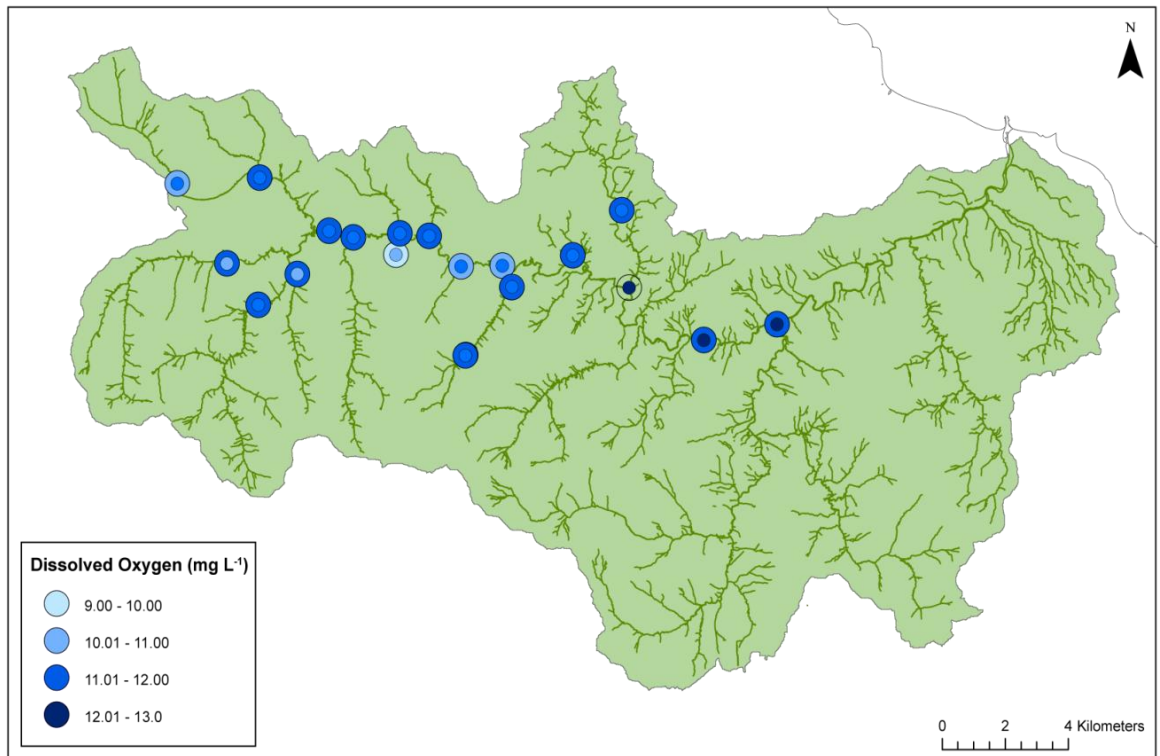 N
Dissolved Oxygen (mg L⁻¹)
9.00 - 10.00
10.01 - 11.00
11.01 - 12.00
12.01 - 13.0
0 2 4 Kilometers